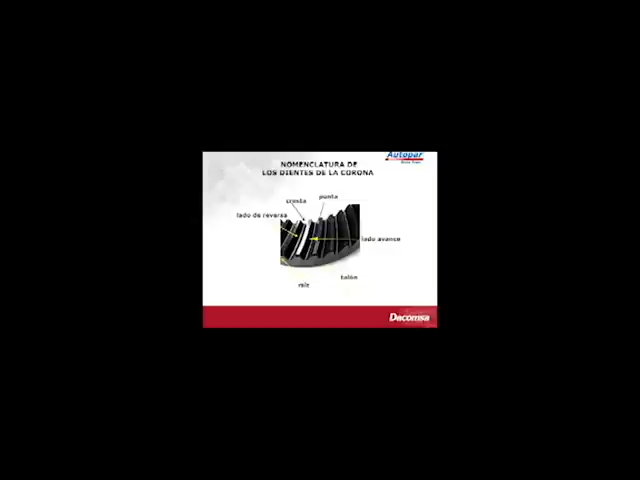 Autopar
NOMENCLATURA DE
LOS DIENTES DE LA CORONA
cresta
punta
lado de reversa
lado avance
talón
raíz
Dacomsa